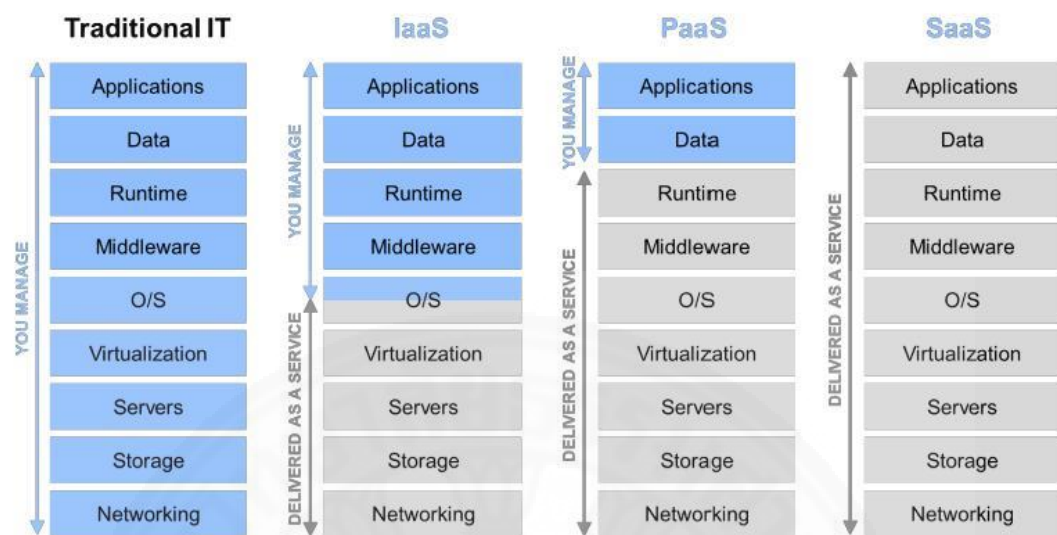 Traditional IT
IaaS
PaaS
SaaS
YOU MANAGE
Applications
Data
Runtime
Middleware
O/S
Virtualization
Servers
Storage
Networking
YOU MANAGE
DELIVERED AS A SERVICE
Applications
Data
Runtime
Middleware
O/S
Virtualization
Servers
Storage
Networking
YOU MANAGE
DELIVERED AS A SERVICE
Applications
Data
Runtime
Middleware
O/S
Virtualization
Servers
Storage
Networking
DELIVERED AS A SERVICE
Applications
Data
Runtime
Middleware
O/S
Virtualization
Servers
Storage
Networking